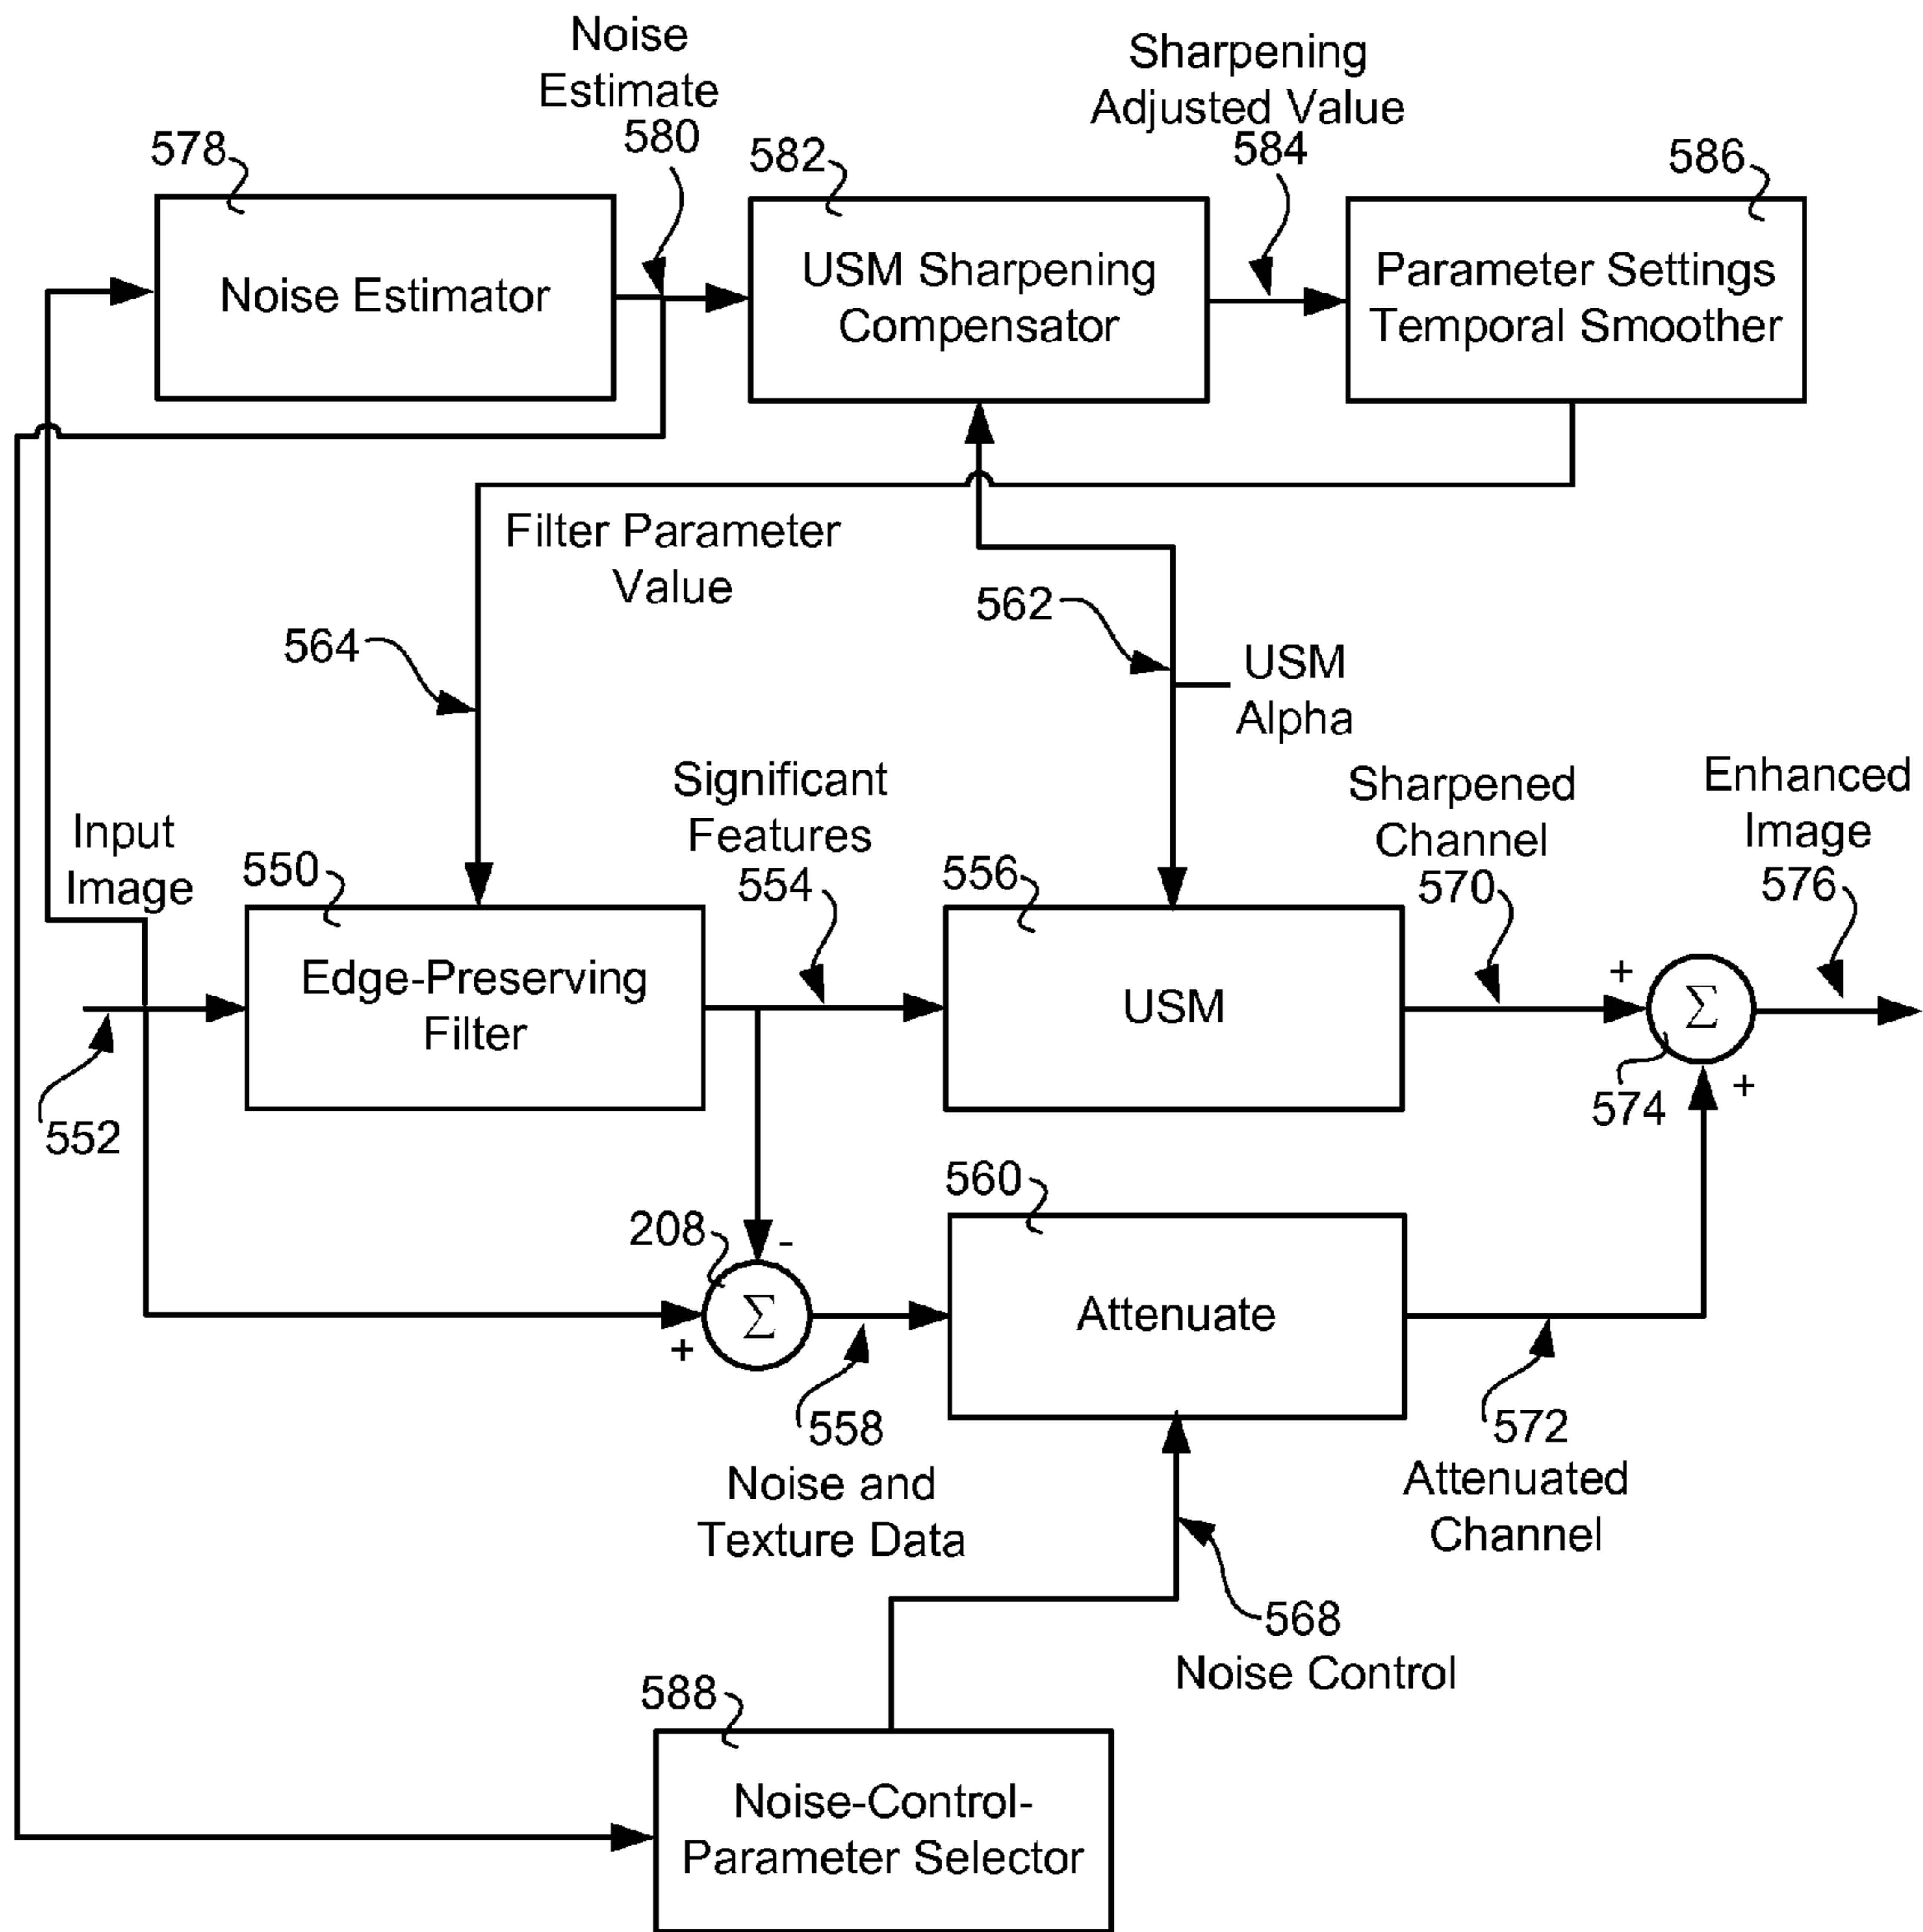 Noise
Estimate
580
Sharpening
Adjusted Value
584
578
582
586
Noise Estimator
USM Sharpening
Compensator
Parameter Settings
Temporal Smoother
Filter Parameter
Value
564
562
USM
Alpha
Input
Image
550
Significant
Features
554
556
Sharpened
Channel
570
Enhanced
Image
576
Edge-Preserving
Filter
USM
+
Σ
+
574
552
208
-
Σ
+
560
Attenuate
558
Noise and
Texture Data
572
Attenuated
Channel
568
Noise Control
588
Noise-Control-
Parameter Selector